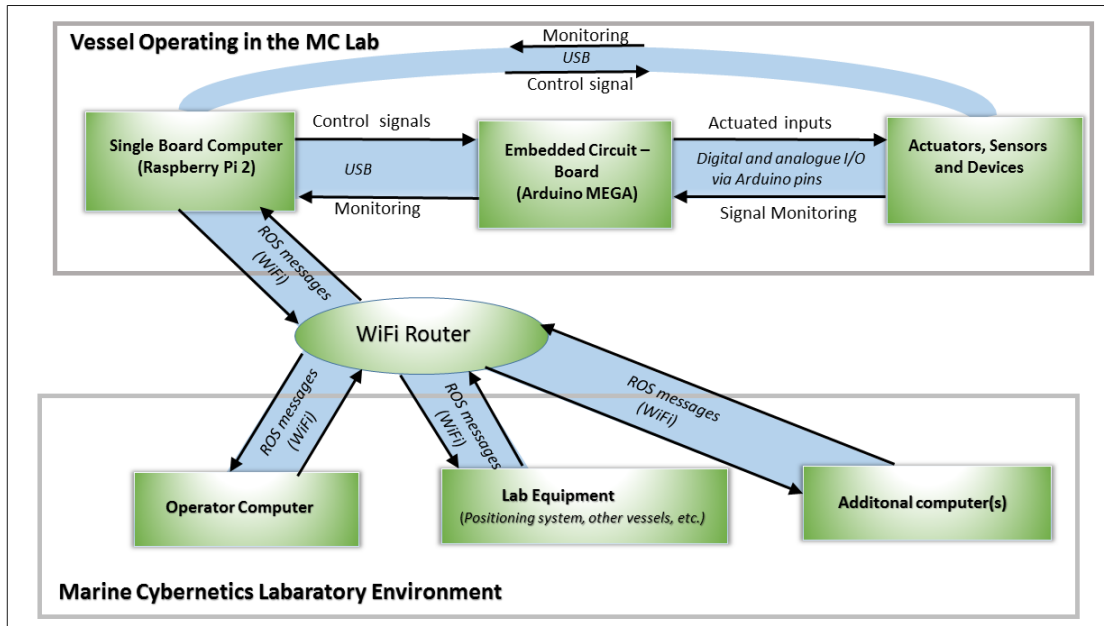 Vessel Operating in the MC Lab
Monitoring
USB
Control signal
Single Board Computer
(Raspberry Pi 2)
Control signals
USB
Monitoring
Embedded Circuit –
Board
(Arduino MEGA)
Actuated inputs
Digital and analogue I/O
via Arduino pins
Signal Monitoring
Actuators, Sensors
and Devices
ROS messages
(WiFi)
WiFi Router
ROS messages
(WiFi)
ROS messages
(WiFi)
ROS messages
(WiFi)
Operator Computer
Lab Equipment
(Positioning system, other vessels, etc.)
Additonal computer(s)
Marine Cybernetics Labaratory Environment